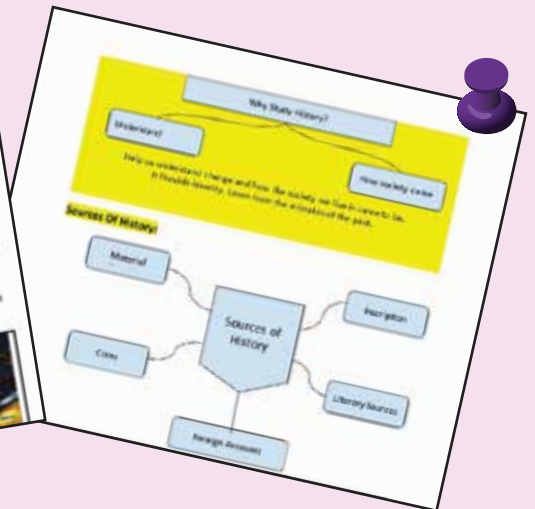 Why Study History?
Understand
How society came
Help us understand change and how the society we live in came to be.
It Provide identity. Learn from the mistakes of the past.
Sources Of History:
Material
Inscription
Sources of
History
Coins
Literary Sources
Foreign Accounts